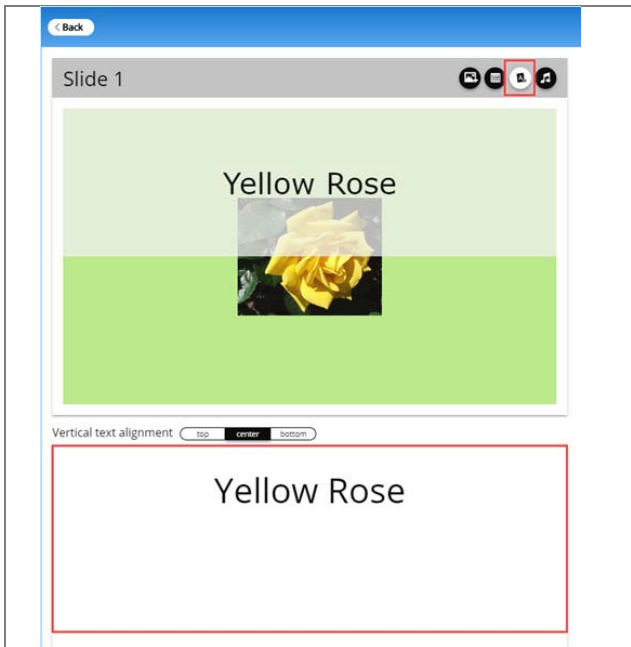 Back
Slide 1
Yellow Rose
Vertical text alignment top center bottom
Yellow Rose